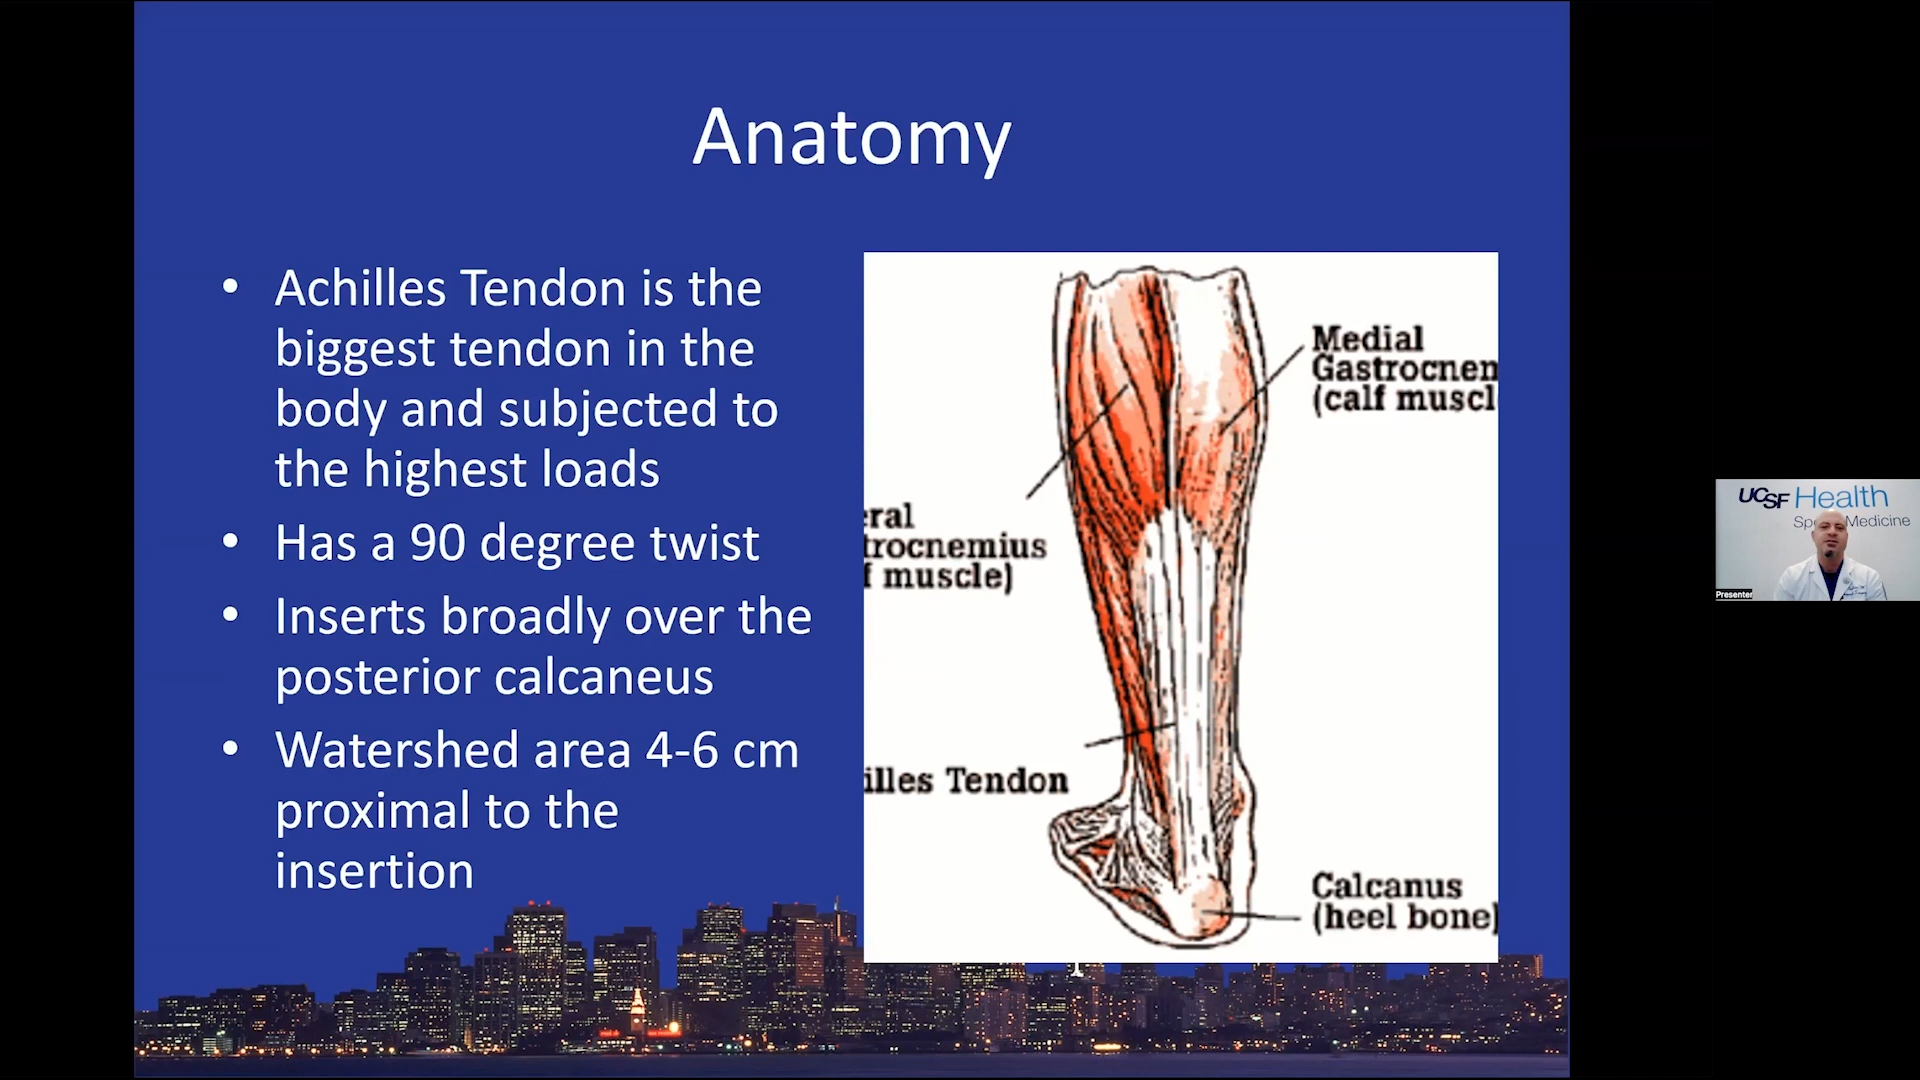 Anatomy
• Achilles Tendon is the
biggest tendon in the
body and subjected to
the highest loads
• Has a 90 degree twist
• Inserts broadly over the
posterior calcaneus
• Watershed area 4-6 cm
proximal to the
insertion
Medial
Gastrocnem
(calf muscl
eral
trocnemius
f muscle)
illes Tendon
Calcanus
(heel bone)
UCSF Health
Medicine
Presenter